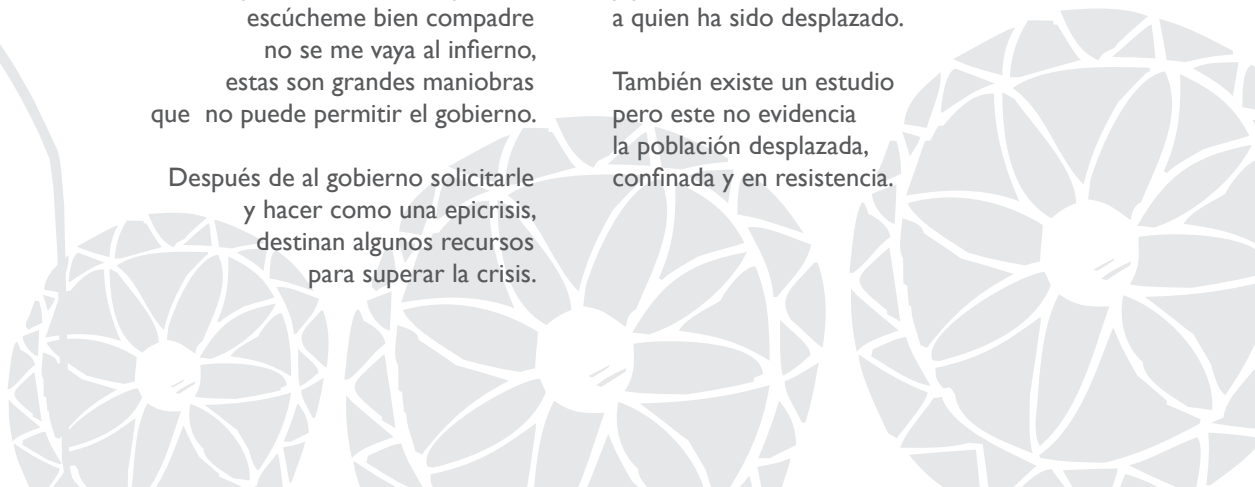 escúcheme bien compadre
no se me vaya al infierno,
estas son grandes maniobras
que  no puede permitir el gobierno.

Después de al gobierno solicitarle
y hacer como una epicrisis,
destinan algunos recursos
para superar la crisis.

a quien ha sido desplazado.

También existe un estudio
pero este no evidencia
la población desplazada,
confinada y en resistencia.